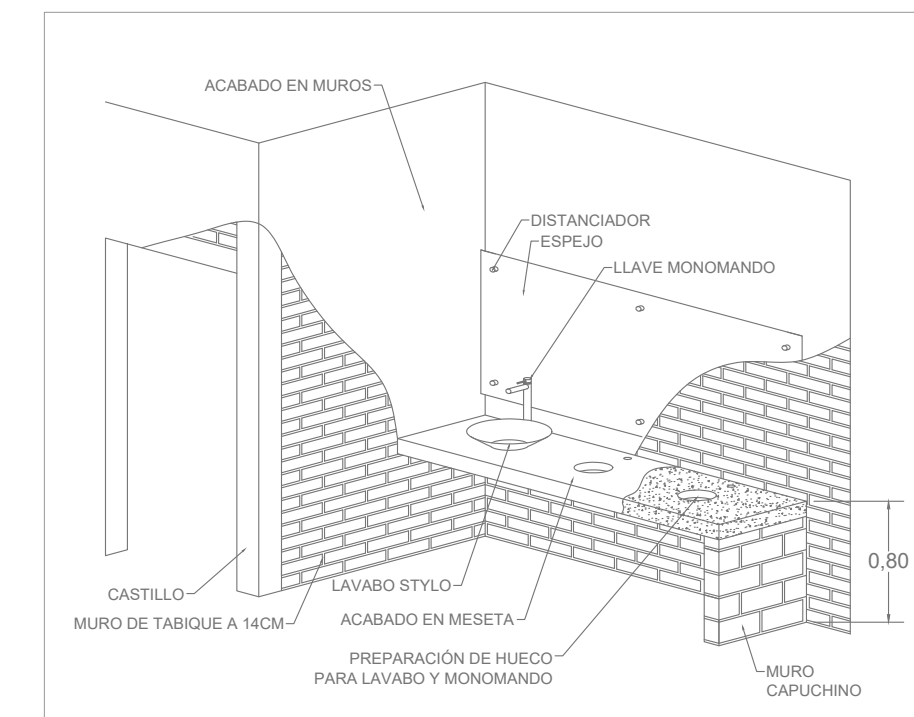 ACABADO EN MUROS
DISTANCIADOR
ESPEJO
LLAVE MONOMANDO
0,80
CASTILLO
LAVABO STYLO
MURO DE TABIQUE A 14CM
ACABADO EN MESETA
PREPARACIÓN DE HUECO
PARA LAVABO Y MONOMANDO
MURO
CAPUCHINO